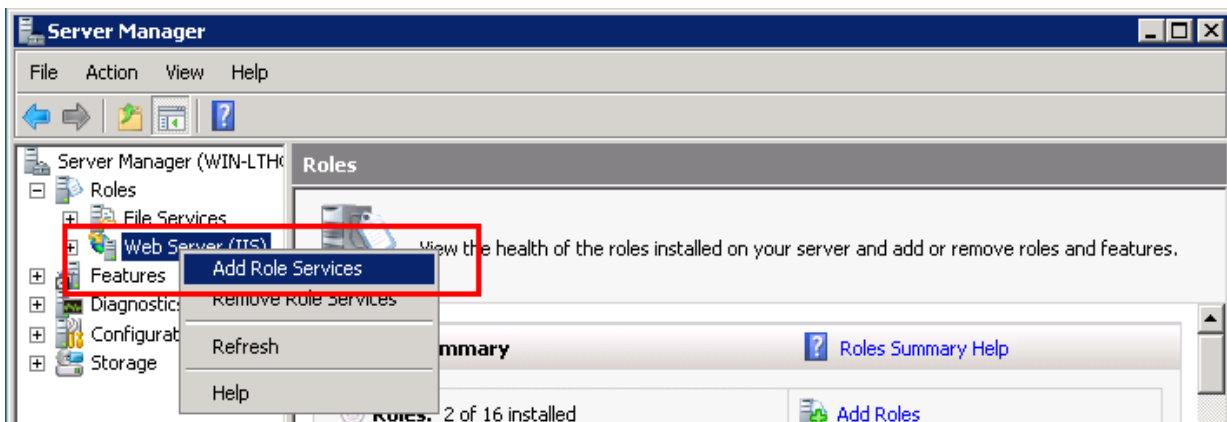 Server Manager
File Action View Help
Server Manager (WIN-LTH
Roles
Roles
File Services
Web Server (IIS)
View the health of the roles installed on your server and add or remove roles and features.
Add Role Services
Features
Remove Role Services
Diagnostics
Configurat
Refresh
mmary
Roles Summary Help
Storage
Help
Roles: 2 of 16 installed
Add Roles